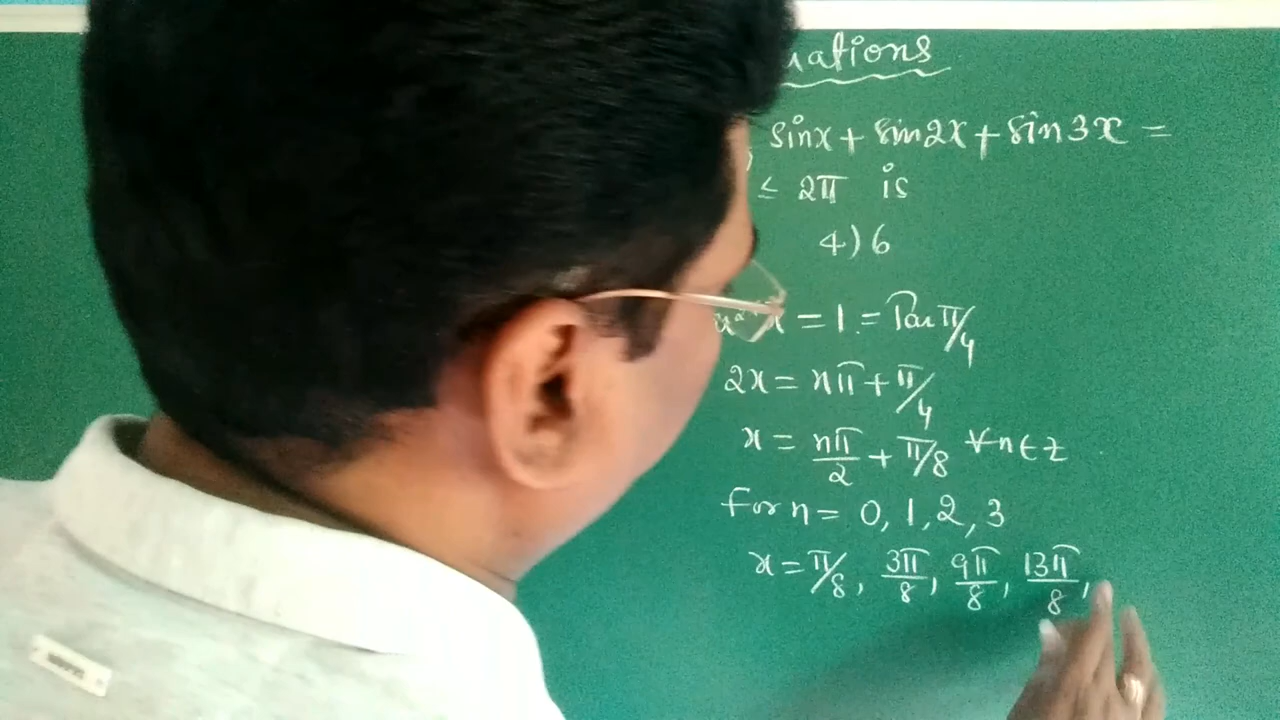 uations
sinx + sin2x + sin3x =
≤ 2π is
4) 6
x = 1 = Tan π/4
2x = nπ + π/4
x = nπ/2 + π/8 ∀ n ∈ z
for n = 0, 1, 2, 3
x = π/8, 3π/8, 9π/8, 13π/8,